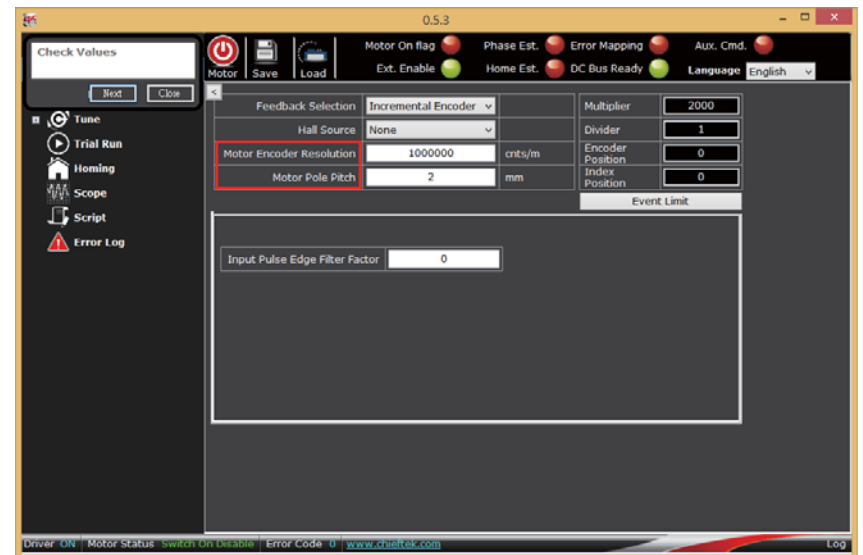 0.5.3
Check Values
Next Close
Motor Save Load
Motor On flag Phase Est. Error Mapping Aux. Cmd.
Ext. Enable Home Est. DC Bus Ready Language English
Tune
Trial Run
Homing
Scope
Script
Error Log
<
Feedback Selection Incremental Encoder Multiplier 2000
Hall Source None Divider 1
Motor Encoder Resolution 1000000 cnts/m Encoder Position 0
Motor Pole Pitch 2 mm Index Position 0
Event Limit
Input Pulse Edge Filter Factor 0
Driver ON Motor Status Switch On Disable Error Code 0 www.chieftek.com Log